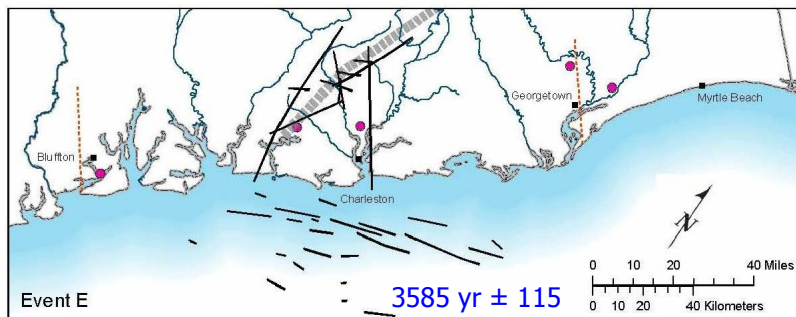 Georgetown
Myrtle Beach
Bluffton
Charleston
N
0 10 20 40 Miles
0 10 20 40 Kilometers
3585 yr ± 115
Event E